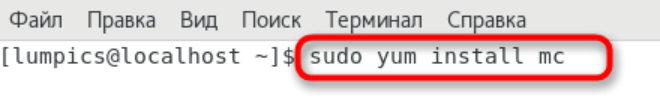 Файл Правка Вид Поиск Терминал Справка
[lumpics@localhost ~]$ sudo yum install mc